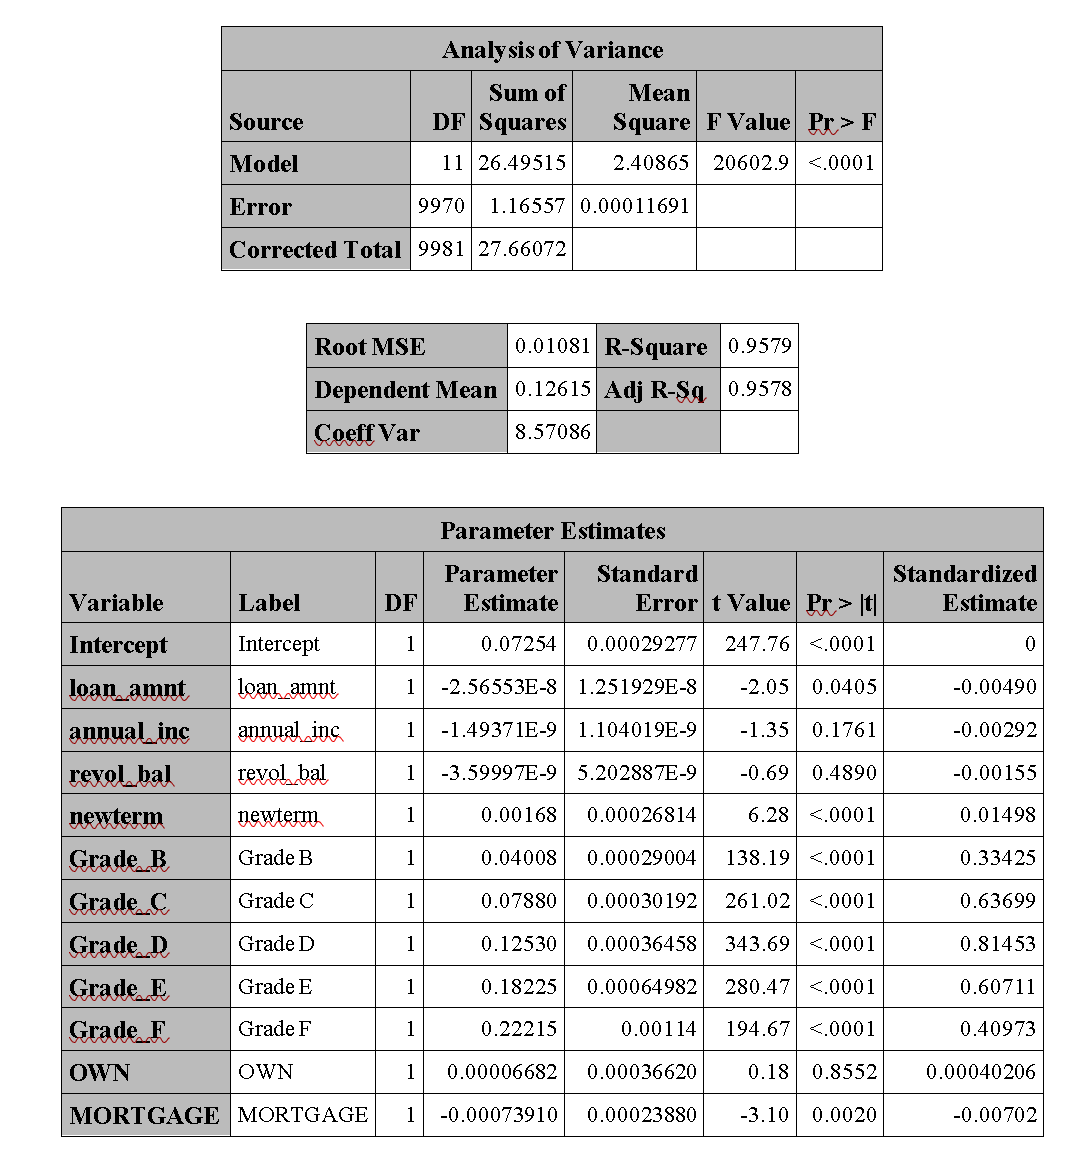 Analysis of Variance
Source DF Sum of Squares Mean Square F Value Pr > F
Model 11 26.49515 2.40865 20602.9 <.0001
Error 9970 1.16557 0.00011691
Corrected Total 9981 27.66072
Root MSE 0.01081 R-Square 0.9579
Dependent Mean 0.12615 Adj R-Sq 0.9578
Coeff Var 8.57086
Parameter Estimates
Variable Label DF Parameter Estimate Standard Error t Value Pr > |t| Standardized Estimate
Intercept Intercept 1 0.07254 0.00029277 247.76 <.0001 0
loan_amnt loan_amnt 1 -2.56553E-8 1.251929E-8 -2.05 0.0405 -0.00490
annual_inc annual_inc 1 -1.49371E-9 1.104019E-9 -1.35 0.1761 -0.00292
revol_bal revol_bal 1 -3.59997E-9 5.202887E-9 -0.69 0.4890 -0.00155
newterm newterm 1 0.00168 0.00026814 6.28 <.0001 0.01498
Grade_B Grade B 1 0.04008 0.00029004 138.19 <.0001 0.33425
Grade_C Grade C 1 0.07880 0.00030192 261.02 <.0001 0.63699
Grade_D Grade D 1 0.12530 0.00036458 343.69 <.0001 0.81453
Grade_E Grade E 1 0.18225 0.00064982 280.47 <.0001 0.60711
Grade_F Grade F 1 0.22215 0.00114 194.67 <.0001 0.40973
OWN OWN 1 0.00006682 0.00036620 0.18 0.8552 0.00040206
MORTGAGE MORTGAGE 1 -0.00073910 0.00023880 -3.10 0.0020 -0.00702